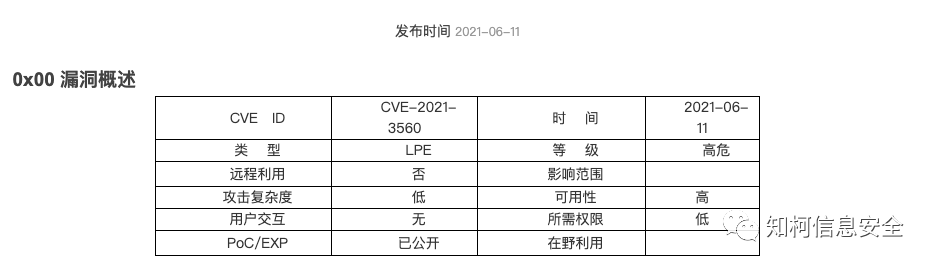 发布时间 2021-06-11
0x00 漏洞概述
CVE ID CVE-2021-3560 时 间 2021-06-11
类 型 LPE 等 级 高危
远程利用 否 影响范围
攻击复杂度 低 可用性 高
用户交互 无 所需权限 低
PoC/EXP 已公开 在野利用
知柯信息安全